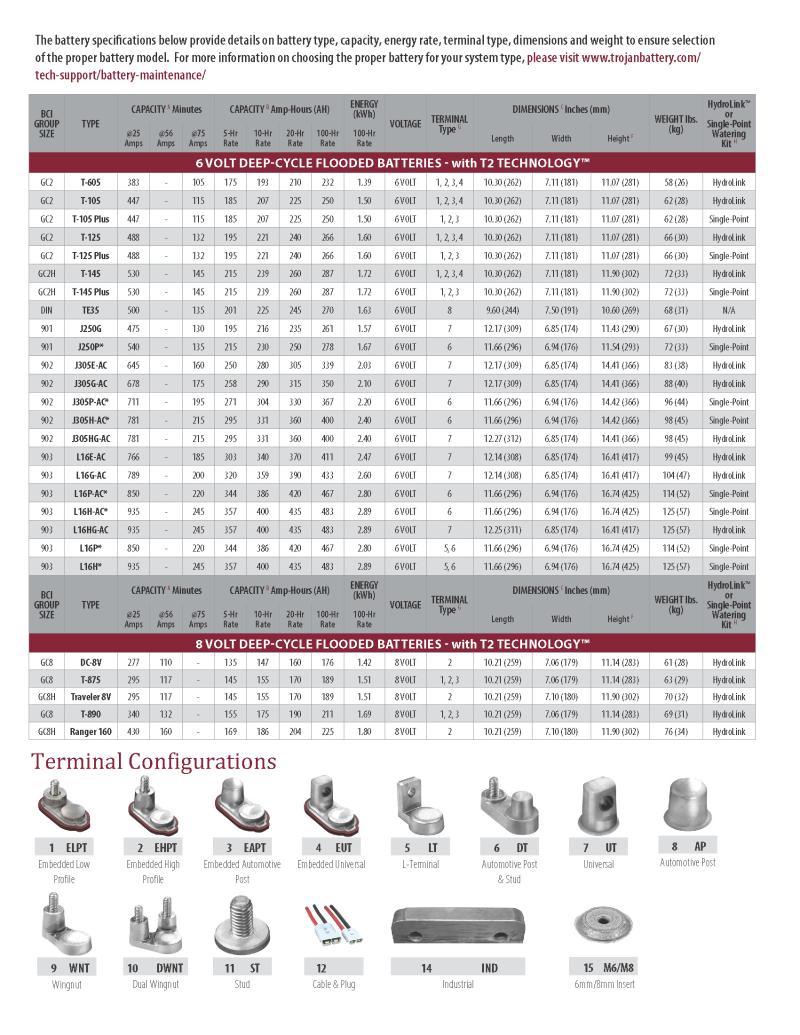 The battery specifications below provide details on battery type, capacity, energy rate, terminal type, dimensions and weight to ensure selection
of the proper battery model. For more information on choosing the proper battery for your system type, please visit www.trojanbattery.com/
tech-support/battery-maintenance/
BCI GROUP SIZE TYPE CAPACITY A Minutes CAPACITY B Amp-Hours (AH) ENERGY (kWh) VOLTAGE TERMINAL Type G DIMENSIONS C Inches (mm) WEIGHT lbs. (kg) HydroLink™ or Single-Point Watering Kit H
@25 Amps @56 Amps @75 Amps 5-Hr Rate 10-Hr Rate 20-Hr Rate 100-Hr Rate 100-Hr Rate Length Width Height F
6 VOLT DEEP-CYCLE FLOODED BATTERIES - with T2 TECHNOLOGY™
GC2 T-605 383 - 105 175 193 210 232 1.39 6 VOLT 1, 2, 3, 4 10.30 (262) 7.11 (181) 11.07 (281) 58 (26) HydroLink
GC2 T-105 447 - 115 185 207 225 250 1.50 6 VOLT 1, 2, 3, 4 10.30 (262) 7.11 (181) 11.07 (281) 62 (28) HydroLink
GC2 T-105 Plus 447 - 115 185 207 225 250 1.50 6 VOLT 1, 2, 3 10.30 (262) 7.11 (181) 11.07 (281) 62 (28) Single-Point
GC2 T-125 488 - 132 195 221 240 266 1.60 6 VOLT 1, 2, 3, 4 10.30 (262) 7.11 (181) 11.07 (281) 66 (30) HydroLink
GC2 T-125 Plus 488 - 132 195 221 240 266 1.60 6 VOLT 1, 2, 3 10.30 (262) 7.11 (181) 11.07 (281) 66 (30) Single-Point
GC2H T-145 530 - 145 215 239 260 287 1.72 6 VOLT 1, 2, 3, 4 10.30 (262) 7.11 (181) 11.90 (302) 72 (33) HydroLink
GC2H T-145 Plus 530 - 145 215 239 260 287 1.72 6 VOLT 1, 2, 3 10.30 (262) 7.11 (181) 11.90 (302) 72 (33) Single-Point
DIN TE35 500 - 135 201 225 245 270 1.63 6 VOLT 8 9.60 (244) 7.50 (191) 10.60 (269) 68 (31) N/A
901 J250G 475 - 130 195 216 235 261 1.57 6 VOLT 7 12.17 (309) 6.85 (174) 11.43 (290) 67 (30) HydroLink
901 J250P* 540 - 135 215 230 250 278 1.67 6 VOLT 6 11.66 (296) 6.94 (176) 11.54 (293) 72 (33) Single-Point
902 J305E-AC 645 - 160 250 280 305 339 2.03 6 VOLT 7 12.17 (309) 6.85 (174) 14.41 (366) 83 (38) HydroLink
902 J305G-AC 678 - 175 258 290 315 350 2.10 6 VOLT 7 12.17 (309) 6.85 (174) 14.41 (366) 88 (40) HydroLink
902 J305P-AC* 711 - 195 271 304 330 367 2.20 6 VOLT 6 11.66 (296) 6.94 (176) 14.42 (366) 96 (44) Single-Point
902 J305H-AC* 781 - 215 295 331 360 400 2.40 6 VOLT 6 11.66 (296) 6.94 (176) 14.42 (366) 98 (45) Single-Point
902 J305HG-AC 781 - 215 295 331 360 400 2.40 6 VOLT 7 12.27 (312) 6.85 (174) 14.41 (366) 98 (45) HydroLink
903 L16E-AC 766 - 185 303 340 370 411 2.47 6 VOLT 7 12.14 (308) 6.85 (174) 16.41 (417) 99 (45) HydroLink
903 L16G-AC 789 - 200 320 359 390 433 2.60 6 VOLT 7 12.14 (308) 6.85 (174) 16.41 (417) 104 (47) HydroLink
903 L16P-AC* 850 - 220 344 386 420 467 2.80 6 VOLT 6 11.66 (296) 6.94 (176) 16.74 (425) 114 (52) Single-Point
903 L16H-AC* 935 - 245 357 400 435 483 2.89 6 VOLT 6 11.66 (296) 6.94 (176) 16.74 (425) 125 (57) Single-Point
903 L16HG-AC 935 - 245 357 400 435 483 2.89 6 VOLT 7 12.25 (311) 6.85 (174) 16.41 (417) 125 (57) HydroLink
903 L16P* 850 - 220 344 386 420 467 2.80 6 VOLT 5, 6 11.66 (296) 6.94 (176) 16.74 (425) 114 (52) Single-Point
903 L16H* 935 - 245 357 400 435 483 2.89 6 VOLT 5, 6 11.66 (296) 6.94 (176) 16.74 (425) 125 (57) Single-Point
BCI GROUP SIZE TYPE CAPACITY A Minutes CAPACITY B Amp-Hours (AH) ENERGY (kWh) VOLTAGE TERMINAL Type G DIMENSIONS C Inches (mm) WEIGHT lbs. (kg) HydroLink™ or Single-Point Watering Kit H
@25 Amps @56 Amps @75 Amps 5-Hr Rate 10-Hr Rate 20-Hr Rate 100-Hr Rate 100-Hr Rate Length Width Height F
8 VOLT DEEP-CYCLE FLOODED BATTERIES - with T2 TECHNOLOGY™
GC8 DC-8V 277 110 - 135 147 160 176 1.42 8 VOLT 2 10.21 (259) 7.06 (179) 11.14 (283) 61 (28) HydroLink
GC8 T-875 295 117 - 145 155 170 189 1.51 8 VOLT 1, 2, 3 10.21 (259) 7.06 (179) 11.14 (283) 63 (29) HydroLink
GC8H Traveler 8V 295 117 - 145 155 170 189 1.51 8 VOLT 2 10.21 (259) 7.10 (180) 11.90 (302) 70 (32) HydroLink
GC8 T-890 340 132 - 155 175 190 211 1.69 8 VOLT 1, 2, 3 10.21 (259) 7.06 (179) 11.14 (283) 69 (31) HydroLink
GC8H Ranger 160 430 160 - 169 186 204 225 1.80 8 VOLT 2 10.21 (259) 7.10 (180) 11.90 (302) 76 (34) HydroLink
Terminal Configurations
1 ELPT
Embedded Low
Profile
2 EHPT
Embedded High
Profile
3 EAPT
Embedded Automotive
Post
4 EUT
Embedded Universal
5 LT
L-Terminal
6 DT
Automotive Post
& Stud
7 UT
Universal
8 AP
Automotive Post
9 WNT
Wingnut
10 DWNT
Dual Wingnut
11 ST
Stud
12
Cable & Plug
14 IND
Industrial
15 M6/M8
6mm/8mm Insert